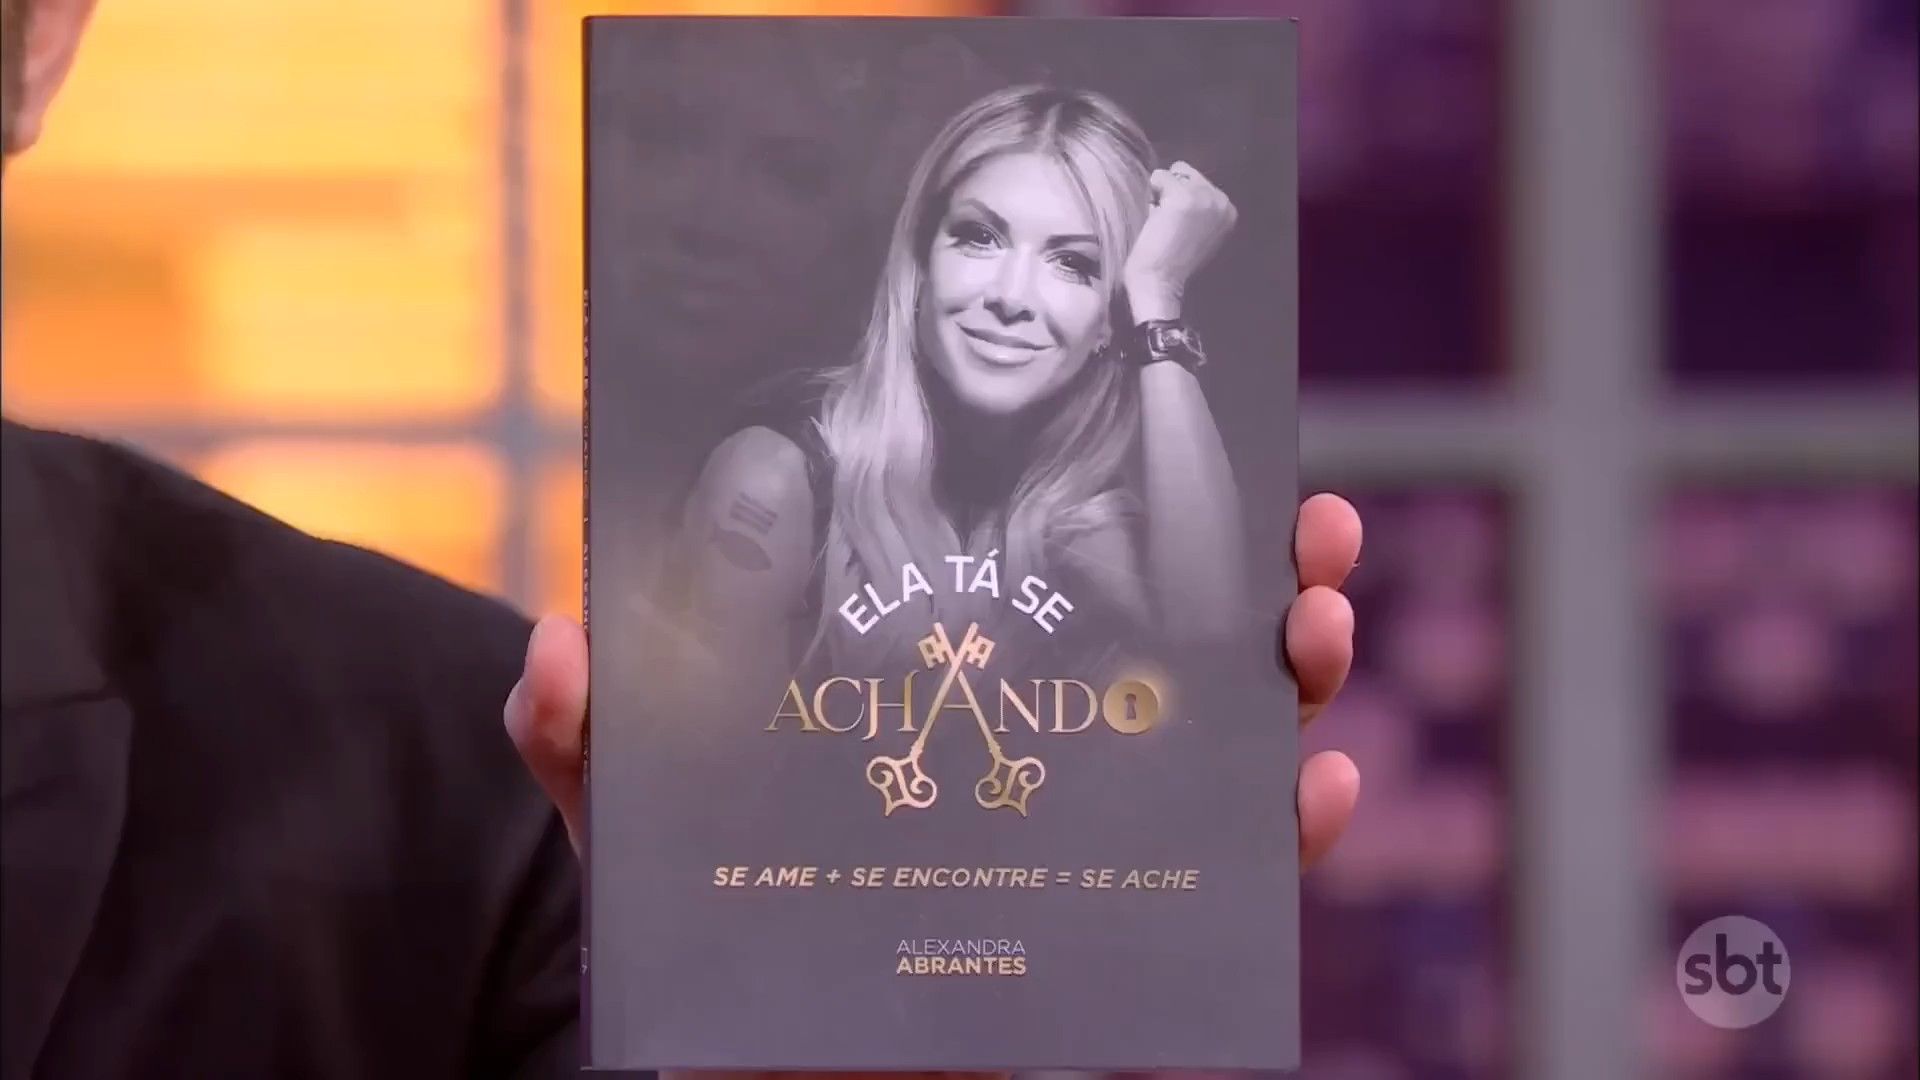 ELA TÁ SE
ACHANDO
SE AME + SE ENCONTRE = SE ACHE
ALEXANDRA
ABRANTES
sbt